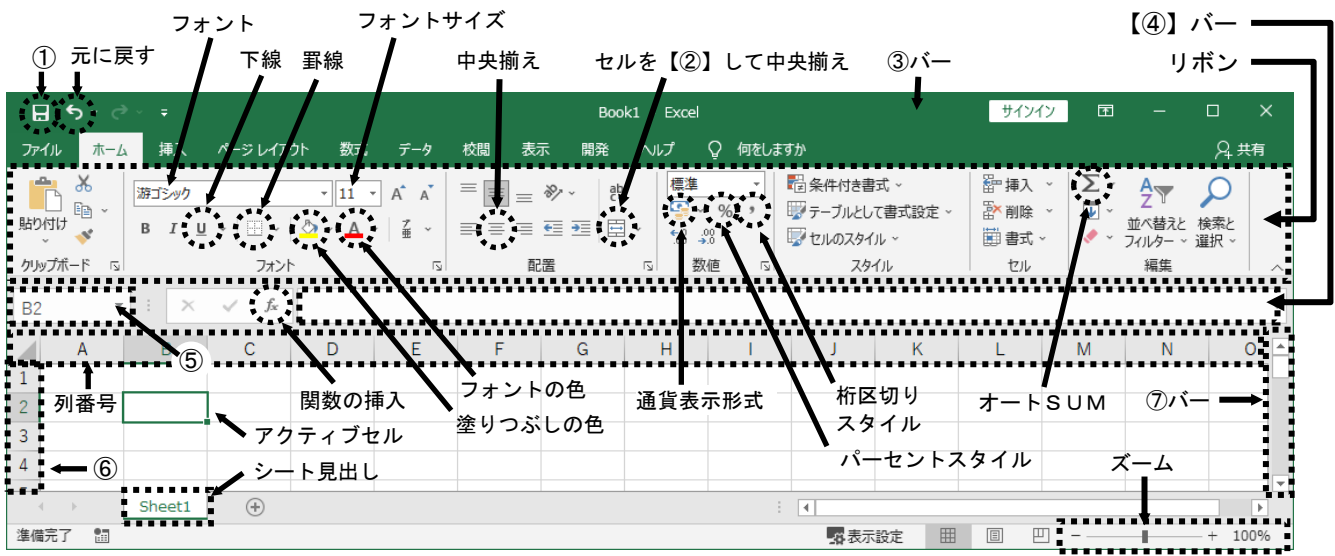 フォント フォントサイズ 【④】バー
① 元に戻す 下線 罫線 中央揃え セルを【②】して中央揃え ③バー リボン
Book1 Excel サインイン
ファイル ホーム 挿入 ページ レイアウト 数式 データ 校閲 表示 開発 ヘルプ 何をしますか 共有
游ゴシック 11 A A 標準 条件付き書式 挿入 Σ
貼り付け B I U A % , テーブルとして書式設定 削除 並べ替えと 検索と
セルのスタイル 書式 フィルター 選択
クリップボード フォント 配置 数値 スタイル セル 編集
B2 fx
A B C D E F G H I J K L M N O
⑤
1
2 列番号 関数の挿入 フォントの色 通貨表示形式 桁区切り オートSUM ⑦バー
3 アクティブセル 塗りつぶしの色 スタイル
4 ⑥ シート見出し パーセントスタイル ズーム
Sheet1
準備完了 表示設定 100%